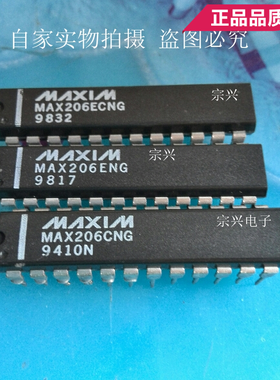 正品品质
自家实物拍摄 盗图必究
MAXIM
MAX206ECNG
9832
宗兴
MAXIM
MAX206ENG
9817
宗兴
MAXIM
MAX206CNG
9410N
宗兴电子